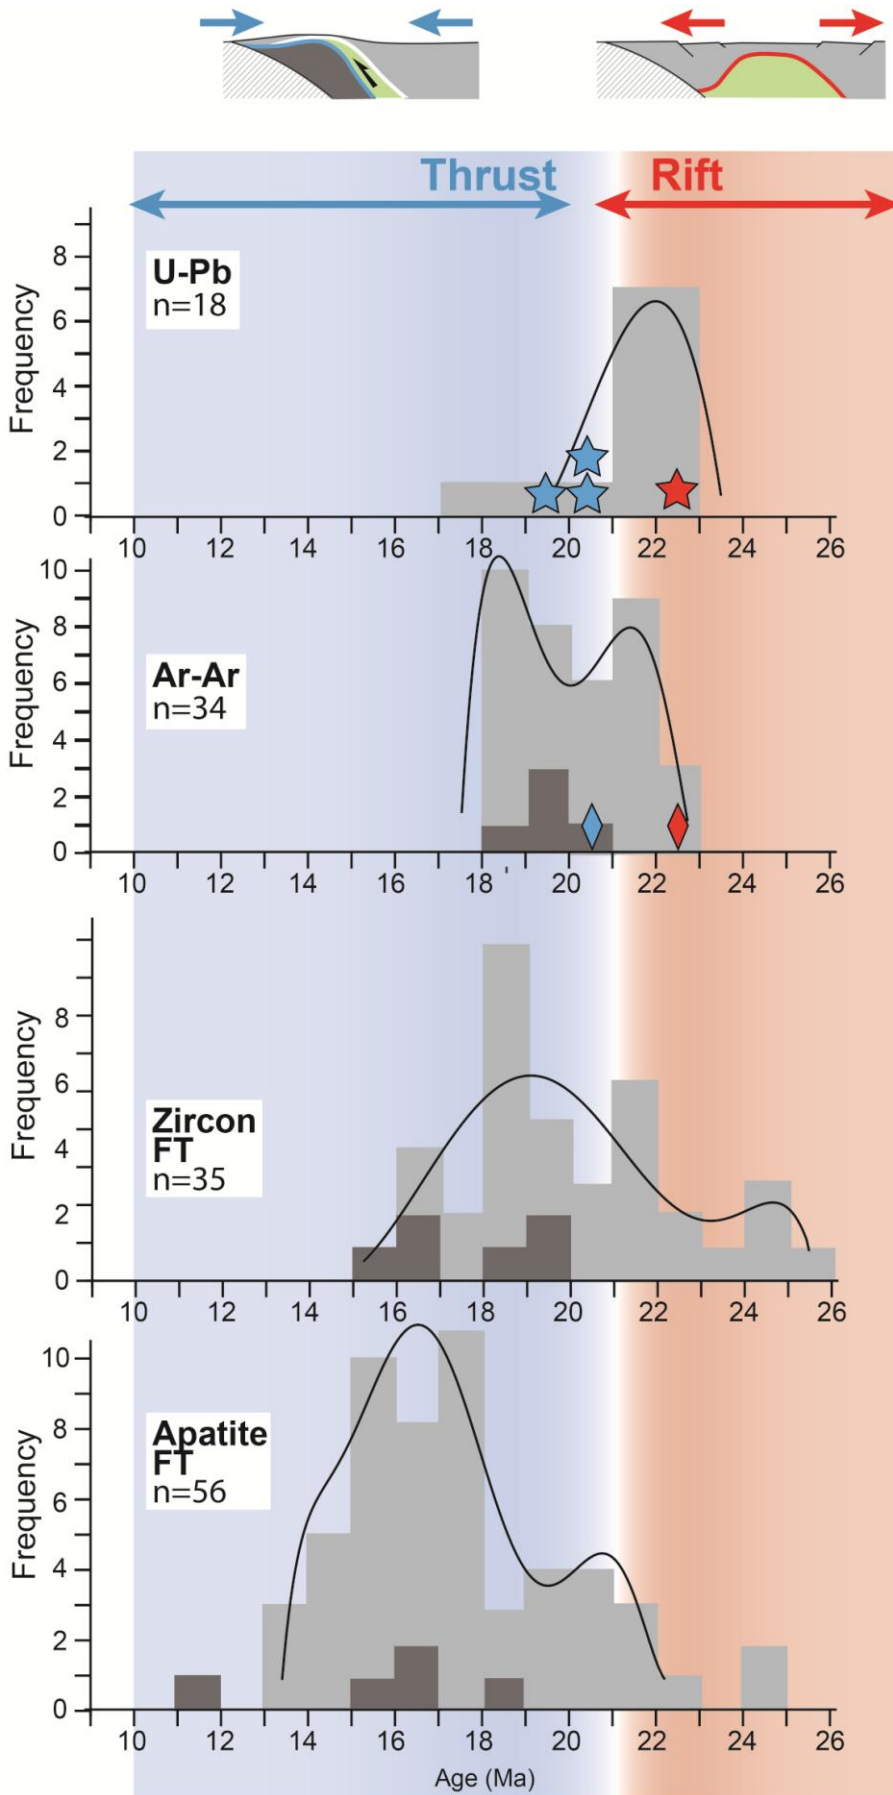 Thrust Rift
8
6
4
2
0
Frequency
U-Pb
n=18
10 12 14 16 18 20 22 24 26
10
8
6
4
2
0
Frequency
Ar-Ar
n=34
10 12 14 16 18 20 22 24 26
8
6
4
2
0
Frequency
Zircon
FT
n=35
10 12 14 16 18 20 22 24 26
10
8
6
4
2
0
Frequency
Apatite
FT
n=56
10 12 14 16 18 20 22 24 26
Age (Ma)